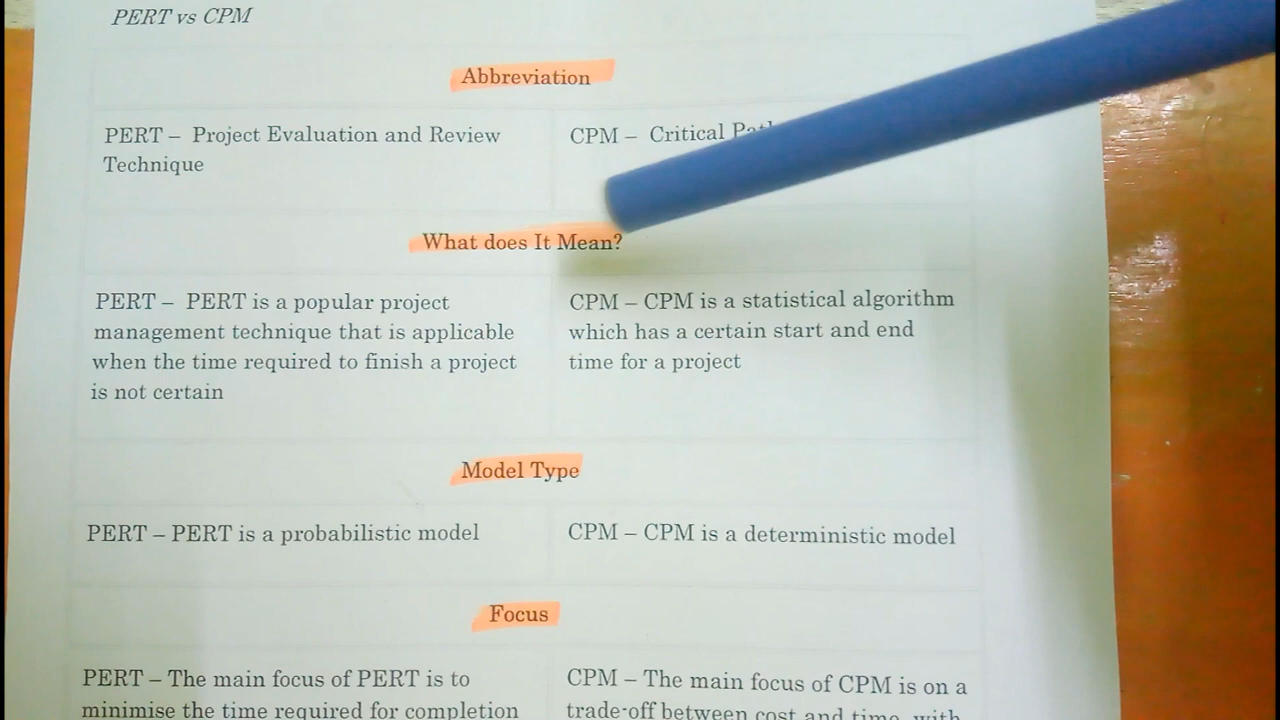 PERT vs CPM
Abbreviation
PERT – Project Evaluation and Review
Technique
CPM – Critical
What does It Mean?
PERT – PERT is a popular project
management technique that is applicable
when the time required to finish a project
is not certain
CPM – CPM is a statistical algorithm
which has a certain start and end
time for a project
Model Type
PERT – PERT is a probabilistic model
CPM – CPM is a deterministic model
Focus
PERT – The main focus of PERT is to
minimise the time required for completion
CPM – The main focus of CPM is on a
trade-off between cost and time, with